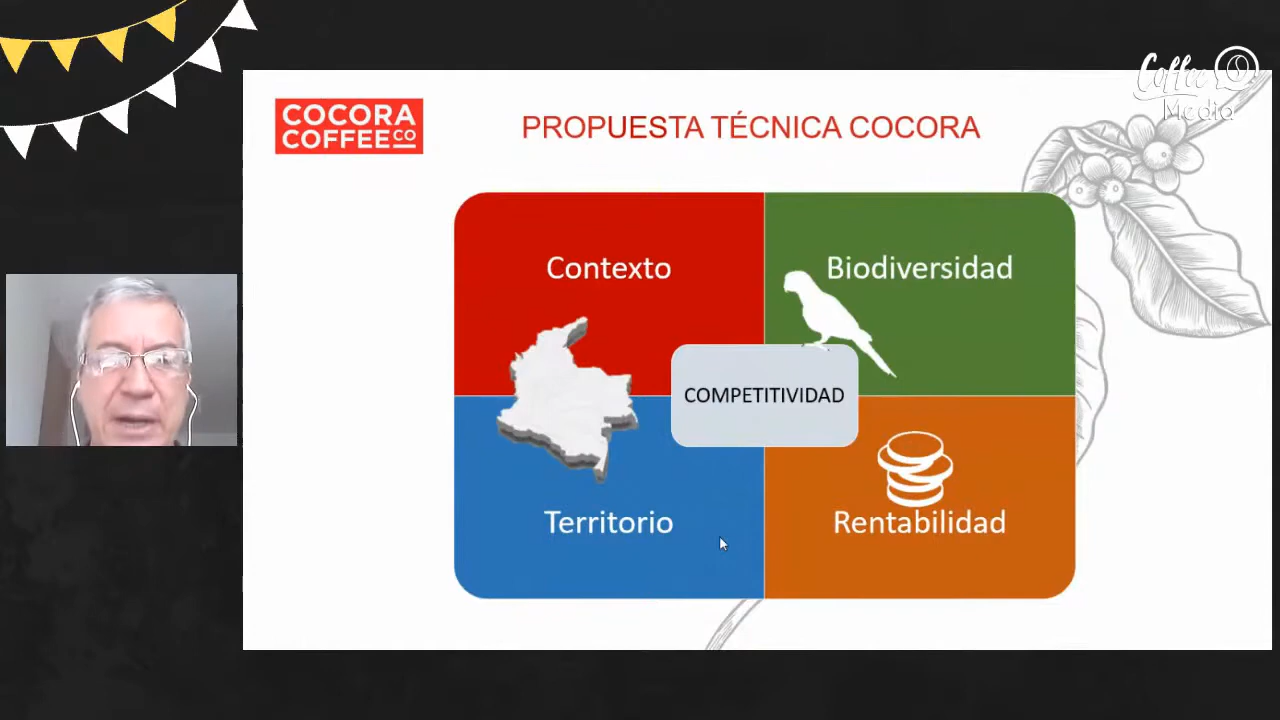 Coffee
Media
COCORA
COFFEE CO
PROPUESTA TÉCNICA COCORA
Contexto
Biodiversidad
COMPETITIVIDAD
Territorio
Rentabilidad